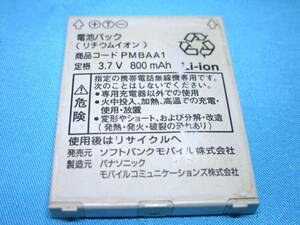 電池パック
(リチウムイオン)
商品コード PMBAA1
定格 3.7V 800mAh Li-ion
指定の携帯電話無線機専用です。
次のことはしないでください。
●専用充電器以外での充電
●火中投入、加熱、高温での充電・
使用・放置
●変形やショート、および分解・改造
(発熱・発火・破裂の恐れあり)
危険
使用後はリサイクルへ
発売元 ソフトバンクモバイル株式会社
製造元 パナソニック
モバイルコミュニケーションズ株式会社